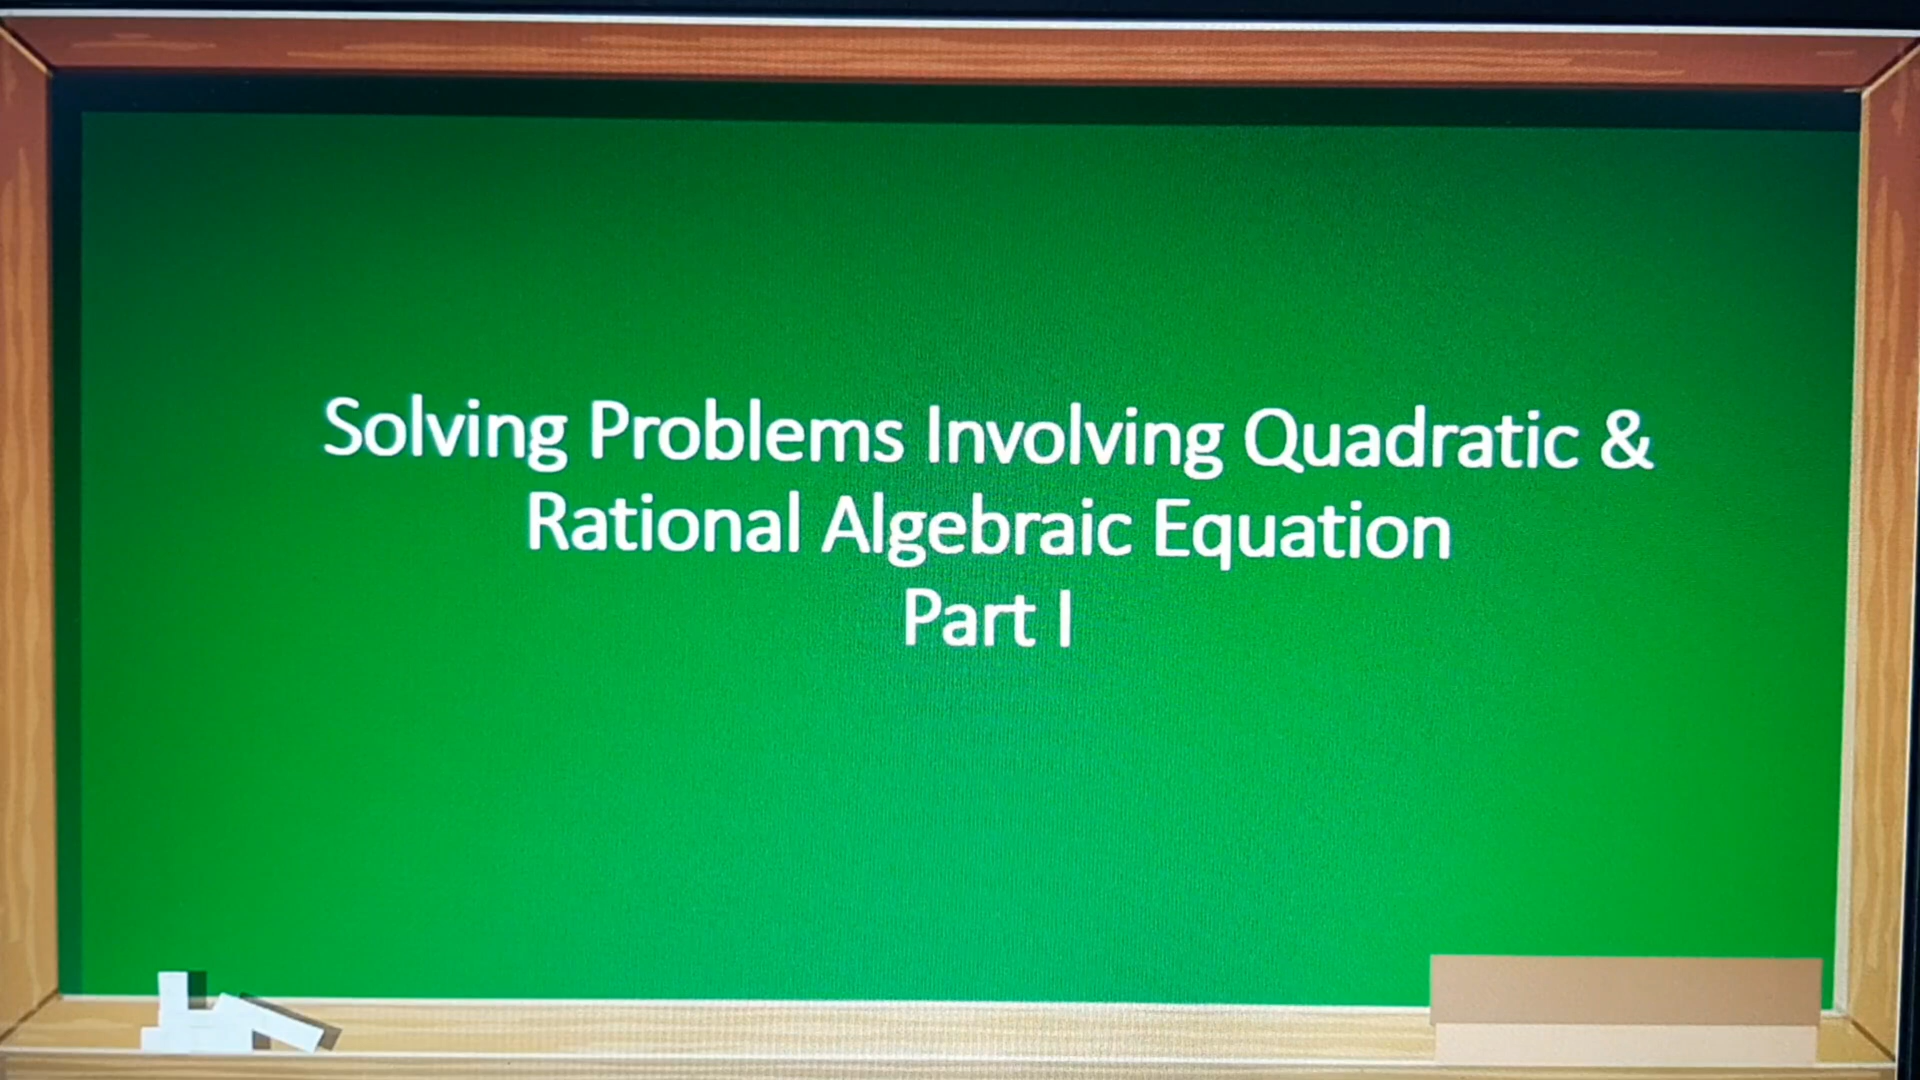 Solving Problems Involving Quadratic &
Rational Algebraic Equation
Part I